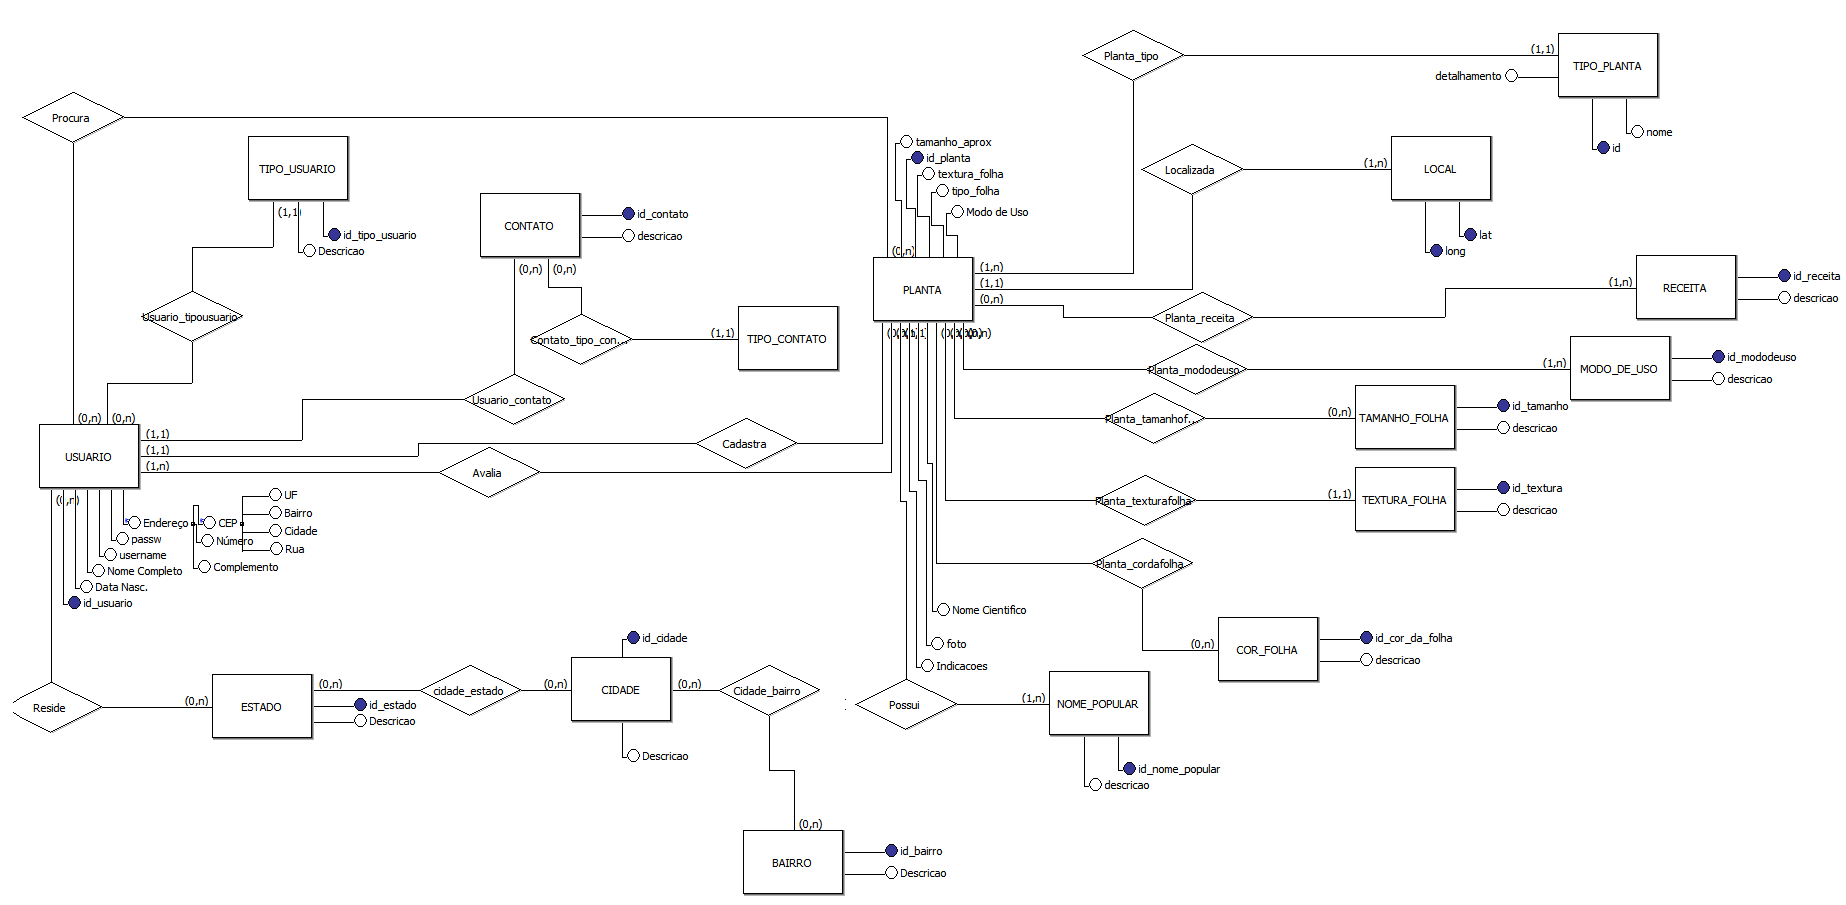 Planta_tipo
(1,1)
TIPO_PLANTA
detalhamento
nome
id
Procura
TIPO_USUARIO
(1,1)
id_tipo_usuario
Descricao
tamanho_aprox
id_planta
textura_folha
tipo_folha
Modo de Uso
Localizada
(1,n)
LOCAL
lat
long
CONTATO
id_contato
descricao
(0,n)
(0,n)
(0,n)
PLANTA
(1,n)
(1,1)
(0,n)
Planta_receita
(1,n)
RECEITA
id_receita
descricao
Usuario_tipousuario
Contato_tipo_con...
(1,1)
TIPO_CONTATO
Planta_mododeuso
(1,n)
MODO_DE_USO
id_mododeuso
descricao
Usuario_contato
Planta_tamanhof...
(0,n)
TAMANHO_FOLHA
id_tamanho
descricao
(0,n)
(0,n)
USUARIO
(1,1)
(1,1)
(1,n)
Cadastra
Avalia
(0,n)
Planta_texturafolha
(1,1)
TEXTURA_FOLHA
id_textura
descricao
Endereço
CEP
UF
Bairro
Cidade
Rua
Número
Complemento
passw
username
Nome Completo
Data Nasc.
id_usuario
Planta_cordafolha
(0,n)
COR_FOLHA
id_cor_da_folha
descricao
Nome Cientifico
foto
Indicacoes
Reside
(0,n)
ESTADO
(0,n)
id_estado
Descricao
cidade_estado
(0,n)
CIDADE
id_cidade
Descricao
(0,n)
Cidade_bairro
Possui
(1,n)
NOME_POPULAR
id_nome_popular
descricao
(0,n)
BAIRRO
id_bairro
Descricao